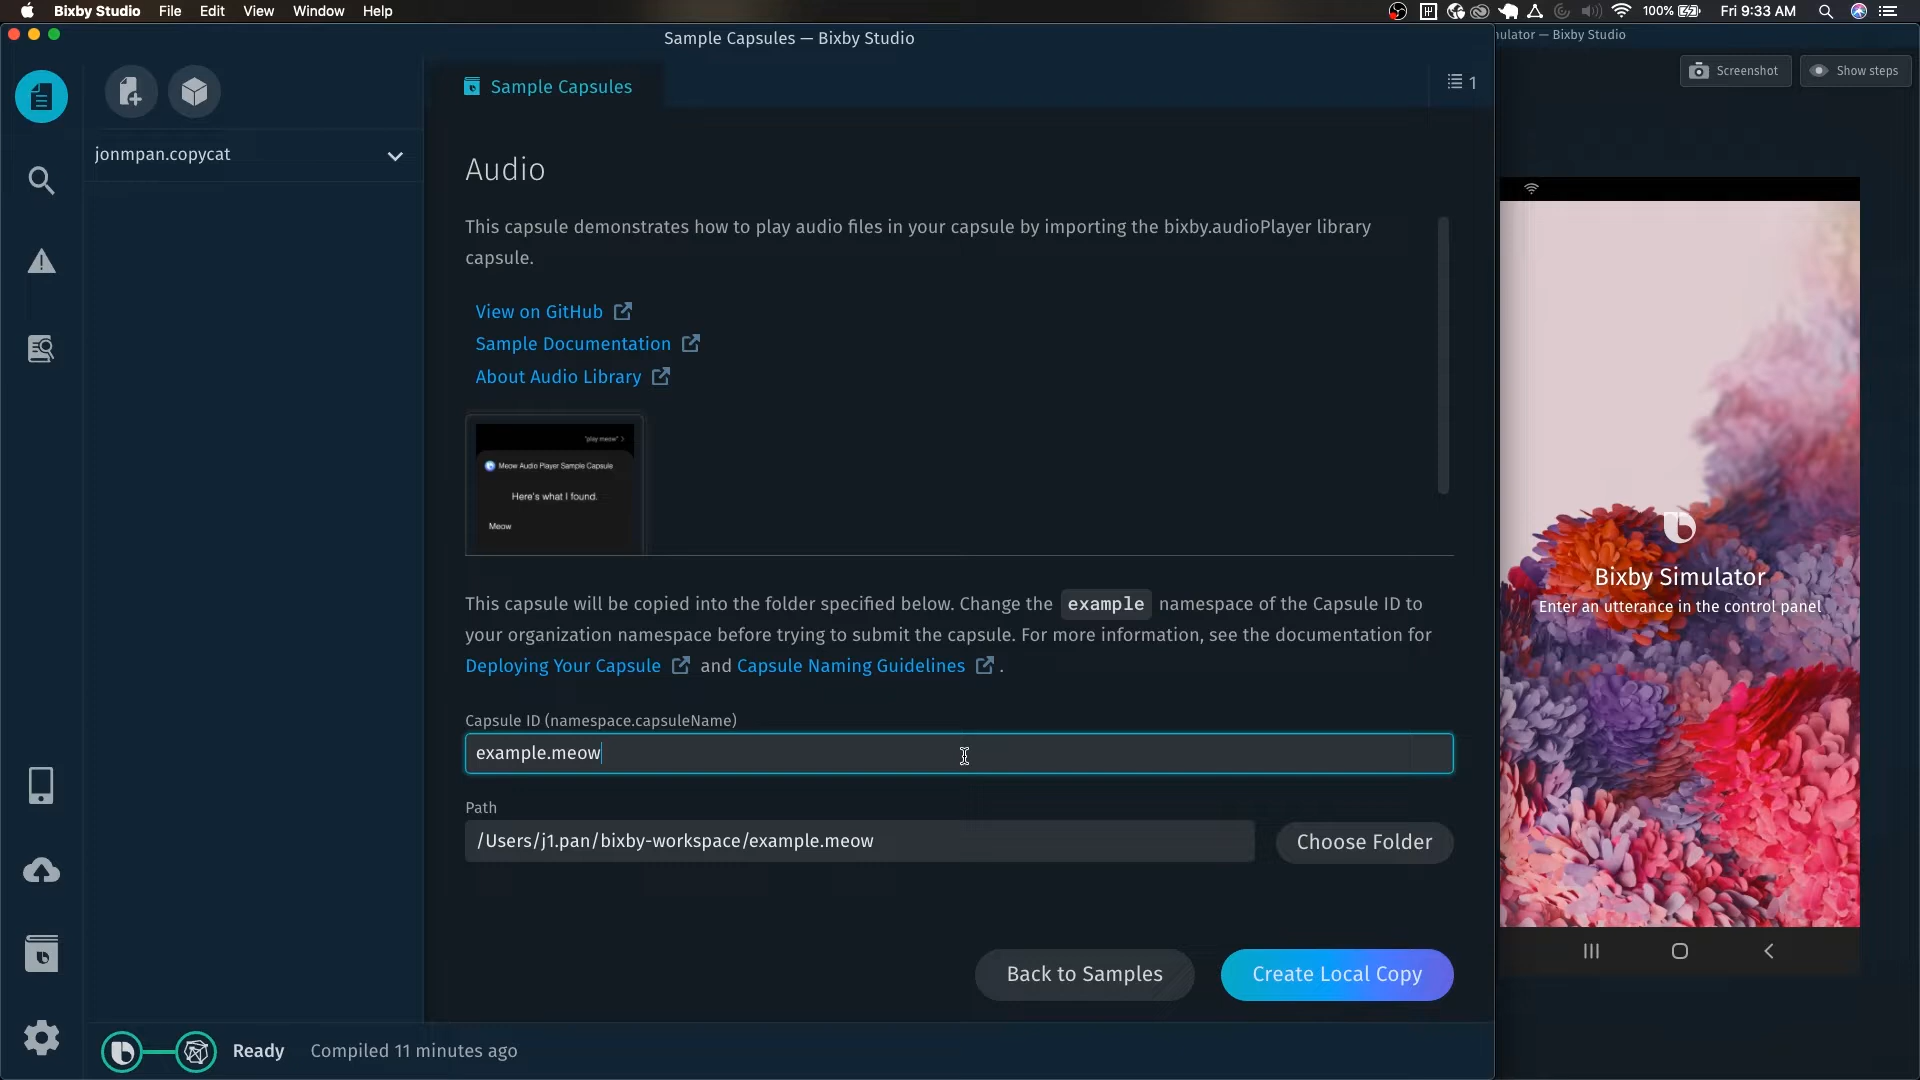 Bixby Studio File Edit View Window Help
100% Fri 9:33 AM
Sample Capsules — Bixby Studio
ulator — Bixby Studio
Screenshot Show steps
Sample Capsules
1
jonmpan.copycat
Audio
This capsule demonstrates how to play audio files in your capsule by importing the bixby.audioPlayer library
capsule.
View on GitHub
Sample Documentation
About Audio Library
"play meow" >
Meow Audio Player Sample Capsule
Here's what I found.
Meow
This capsule will be copied into the folder specified below. Change the example namespace of the Capsule ID to
your organization namespace before trying to submit the capsule. For more information, see the documentation for
Deploying Your Capsule and Capsule Naming Guidelines .
Capsule ID (namespace.capsuleName)
example.meow
Path
/Users/j1.pan/bixby-workspace/example.meow
Choose Folder
Back to Samples
Create Local Copy
Ready Compiled 11 minutes ago
Bixby Simulator
Enter an utterance in the control panel